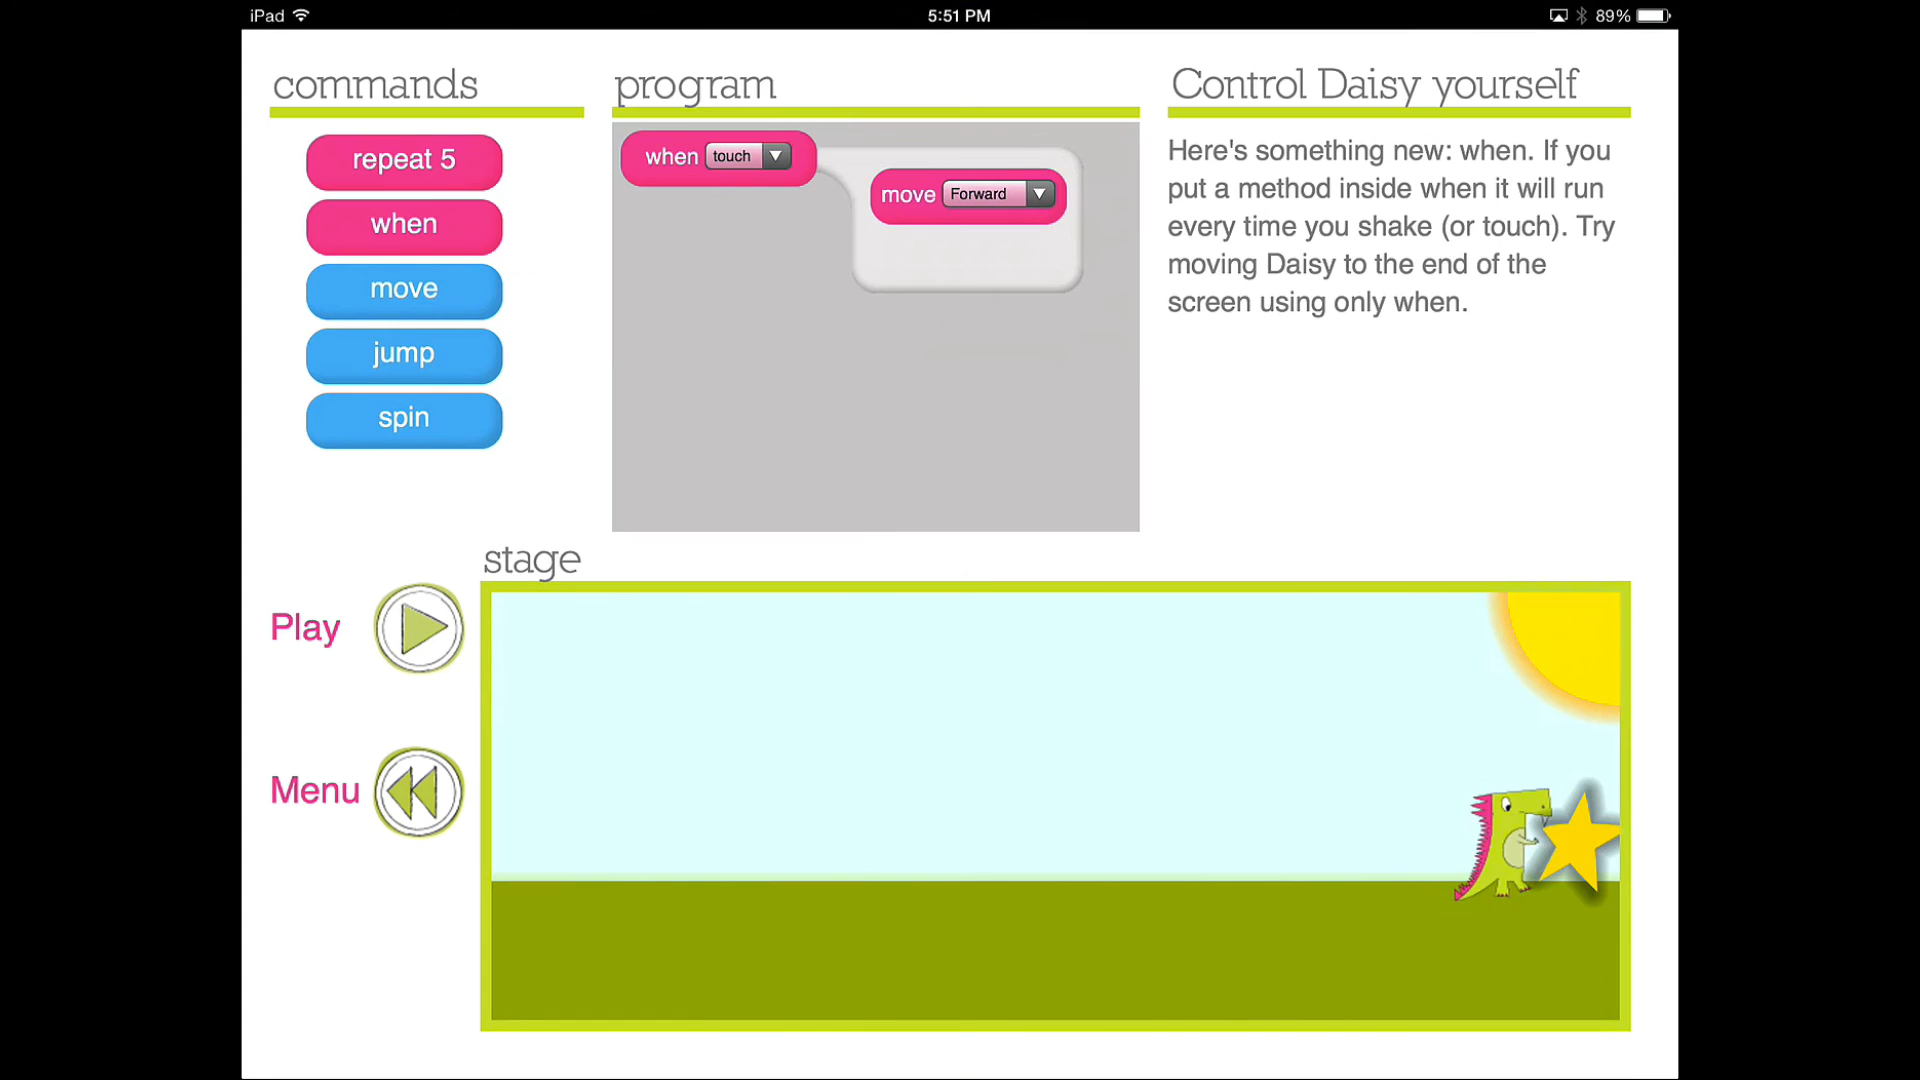 iPad
5:51 PM
89%
commands
repeat 5
when
move
jump
spin
program
when touch
move Forward
Control Daisy yourself
Here's something new: when. If you
put a method inside when it will run
every time you shake (or touch). Try
moving Daisy to the end of the
screen using only when.
stage
Play
Menu